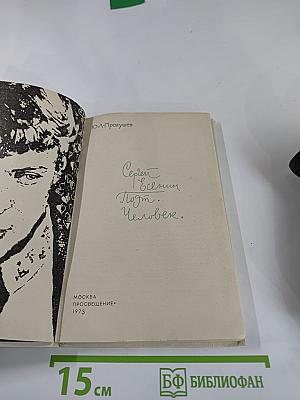 Ю.Л. Прокушев
Сергей
Есенин
Поэт.
Человек.
МОСКВА
«ПРОСВЕЩЕНИЕ»
1973
15 см
БФ БИБЛИОФАН